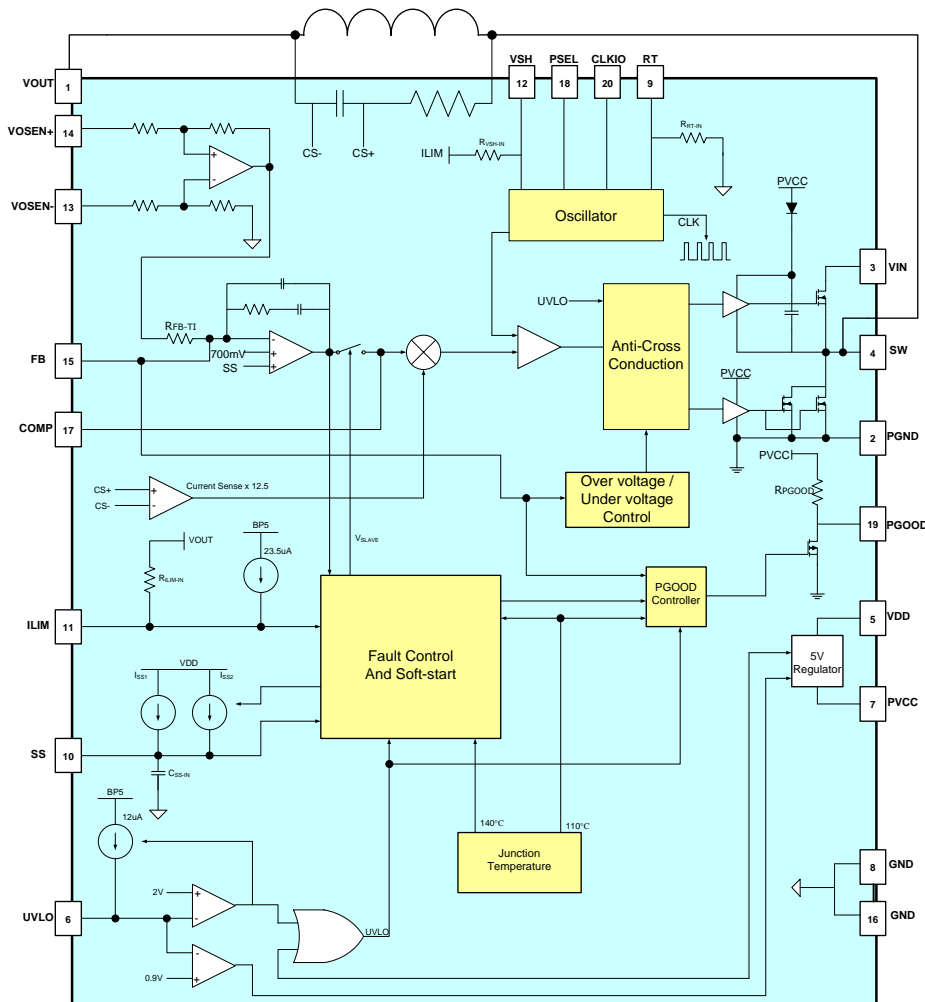 VSH PSEL CLKIO RT
12 18 20 9
VOUT
1
VOSEN+
14
CS- CS+
ILIM
RVSH-IN
RRT-IN
VOSEN-
13
Oscillator
CLK
PVCC
3
VIN
UVLO
RFB-TI
700mV
SS
FB
15
Anti-Cross
Conduction
4
SW
PVCC
COMP
17
2
PGND
PVCC
Over voltage /
Under voltage
Control
RPGOOD
CS+
CS-
Current Sense x 12.5
19
PGOOD
VSLAVE
VOUT
RILIM-IN
BP5
23.5uA
PGOOD
Controller
ILIM
11
5
VDD
Fault Control
And Soft-start
5V
Regulator
ISS1 VDD ISS2
7
PVCC
SS
10
CSS-IN
BP5
12uA
140°C 110°C
Junction
Temperature
8
GND
2V
UVLO
6
UVLO
16
GND
0.9V